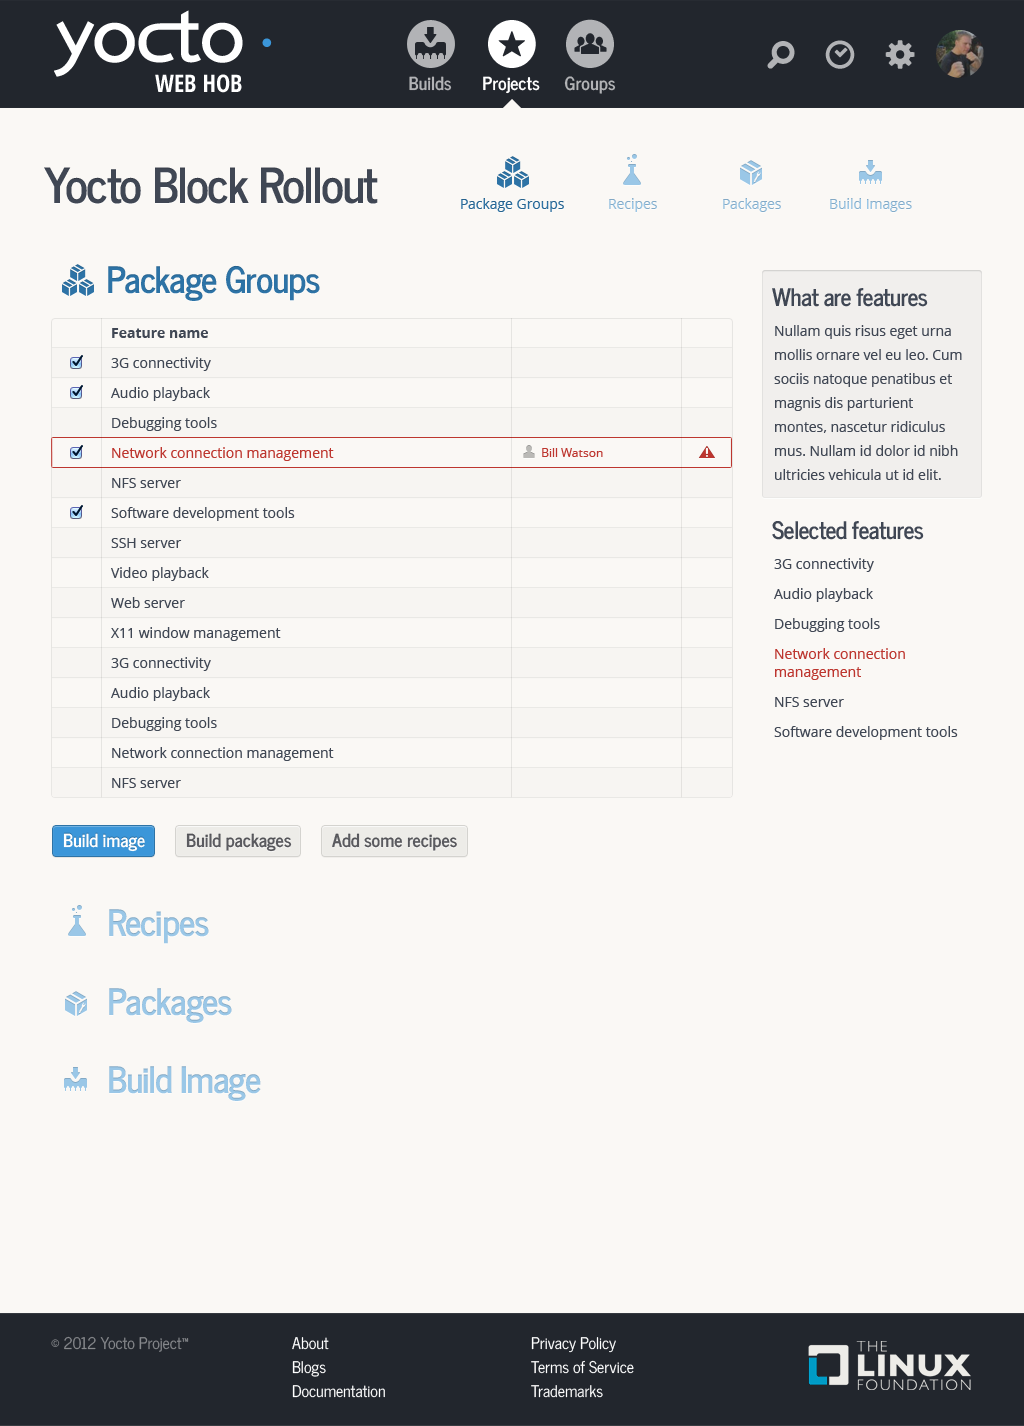 yocto
WEB HOB
Builds
Projects
Groups
Yocto Block Rollout
Package Groups
Recipes
Packages
Build Images
Package Groups
Feature name
3G connectivity
Audio playback
Debugging tools
Network connection management Bill Watson
NFS server
Software development tools
SSH server
Video playback
Web server
X11 window management
3G connectivity
Audio playback
Debugging tools
Network connection management
NFS server
What are features
Nullam quis risus eget urna
mollis ornare vel eu leo. Cum
sociis natoque penatibus et
magnis dis parturient
montes, nascetur ridiculus
mus. Nullam id dolor id nibh
ultricies vehicula ut id elit.
Selected features
3G connectivity
Audio playback
Debugging tools
Network connection
management
NFS server
Software development tools
Build image
Build packages
Add some recipes
Recipes
Packages
Build Image
© 2012 Yocto Project™
About
Blogs
Documentation
Privacy Policy
Terms of Service
Trademarks
THE
LINUX
FOUNDATION